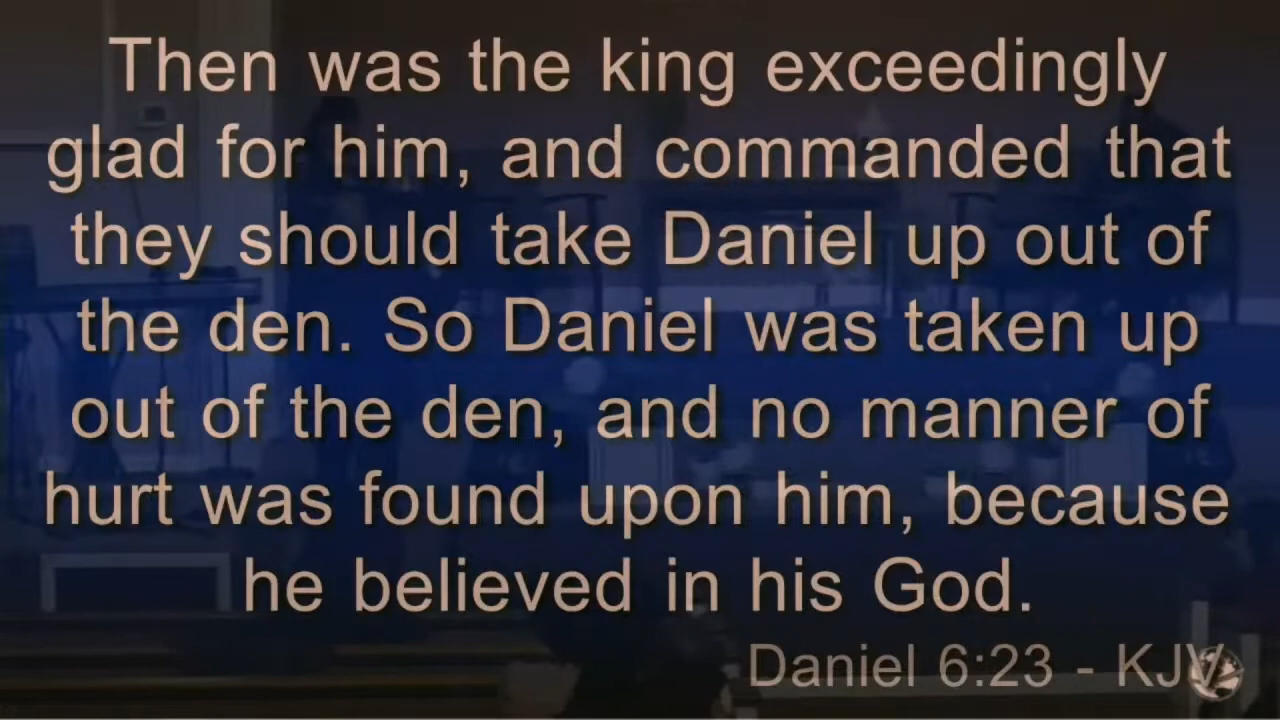 Then was the king exceedingly
glad for him, and commanded that
they should take Daniel up out of
the den. So Daniel was taken up
out of the den, and no manner of
hurt was found upon him, because
he believed in his God.
Daniel 6:23 - KJV